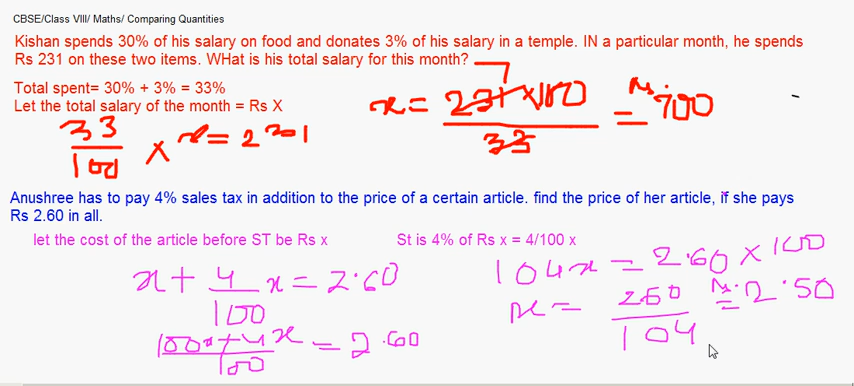 CBSE/Class VIII/ Maths/ Comparing Quantities
Kishan spends 30% of his salary on food and donates 3% of his salary in a temple. IN a particular month, he spends
Rs 231 on these two items. WHat is his total salary for this month?
Total spent= 30% + 3% = 33%
Let the total salary of the month = Rs X
33/100 × x = 231
x = 231 × 100 / 33 = Rs. 700
7
Anushree has to pay 4% sales tax in addition to the price of a certain article. find the price of her article, if she pays
Rs 2.60 in all.
let the cost of the article before ST be Rs x St is 4% of Rs x = 4/100 x
x + 4/100 x = 2.60
100x + 4x / 100 = 2.60
104x = 2.60 × 100
x = 260 / 104 = Rs. 2.50